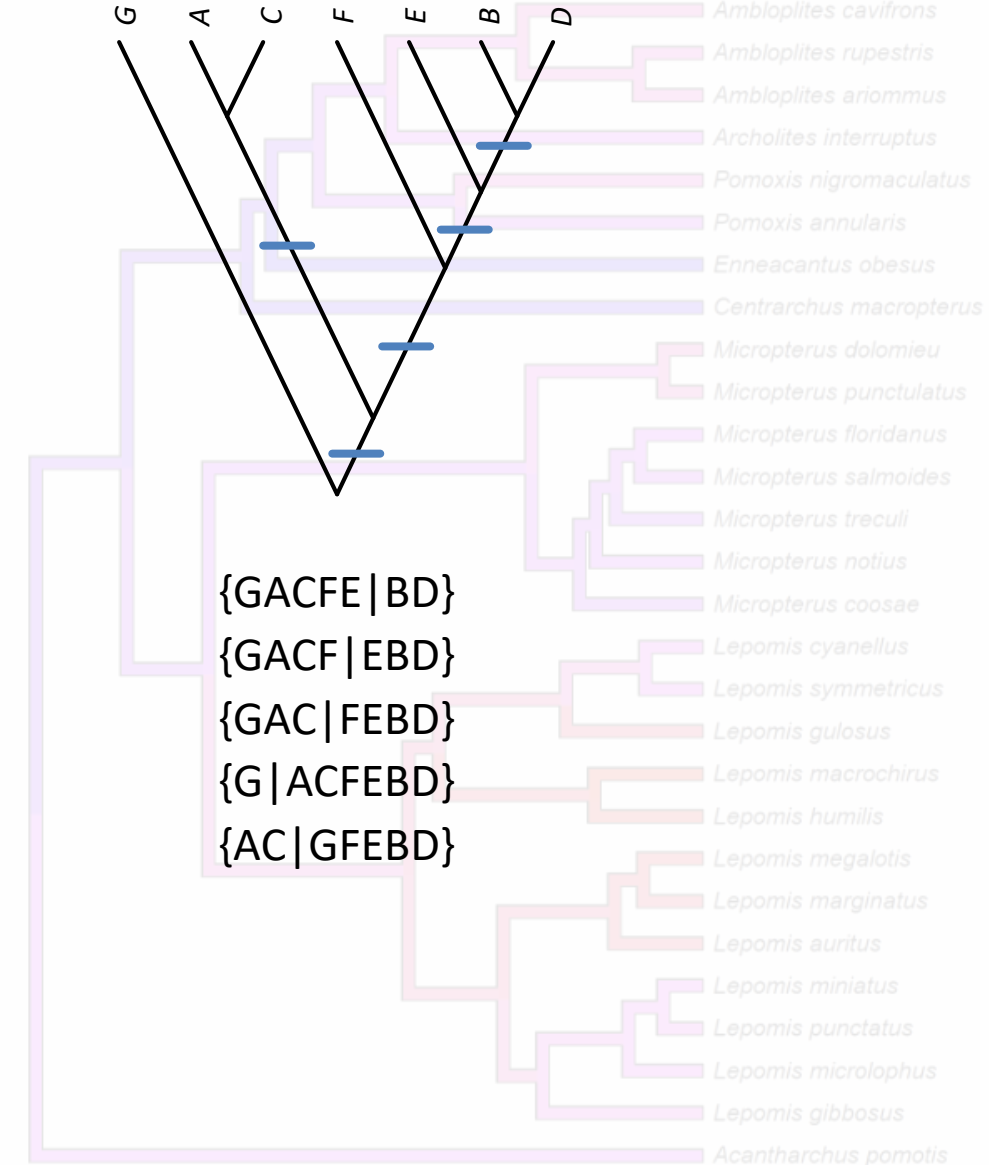 G A C F E B D
Ambloplites cavifrons
Ambloplites rupestris
Ambloplites ariommus
Archolites interruptus
Pomoxis nigromaculatus
Pomoxis annularis
Enneacantus obesus
Centrarchus macropterus
Micropterus dolomieu
Micropterus punctulatus
Micropterus floridanus
Micropterus salmoides
Micropterus treculi
Micropterus notius
Micropterus coosae
{GACFE|BD}
{GACF|EBD}
{GAC|FEBD}
{G|ACFEBD}
{AC|GFEBD}
Lepomis cyanellus
Lepomis symmetricus
Lepomis gulosus
Lepomis macrochirus
Lepomis humilis
Lepomis megalotis
Lepomis marginatus
Lepomis auritus
Lepomis miniatus
Lepomis punctatus
Lepomis microlophus
Lepomis gibbosus
Acantharchus pomotis